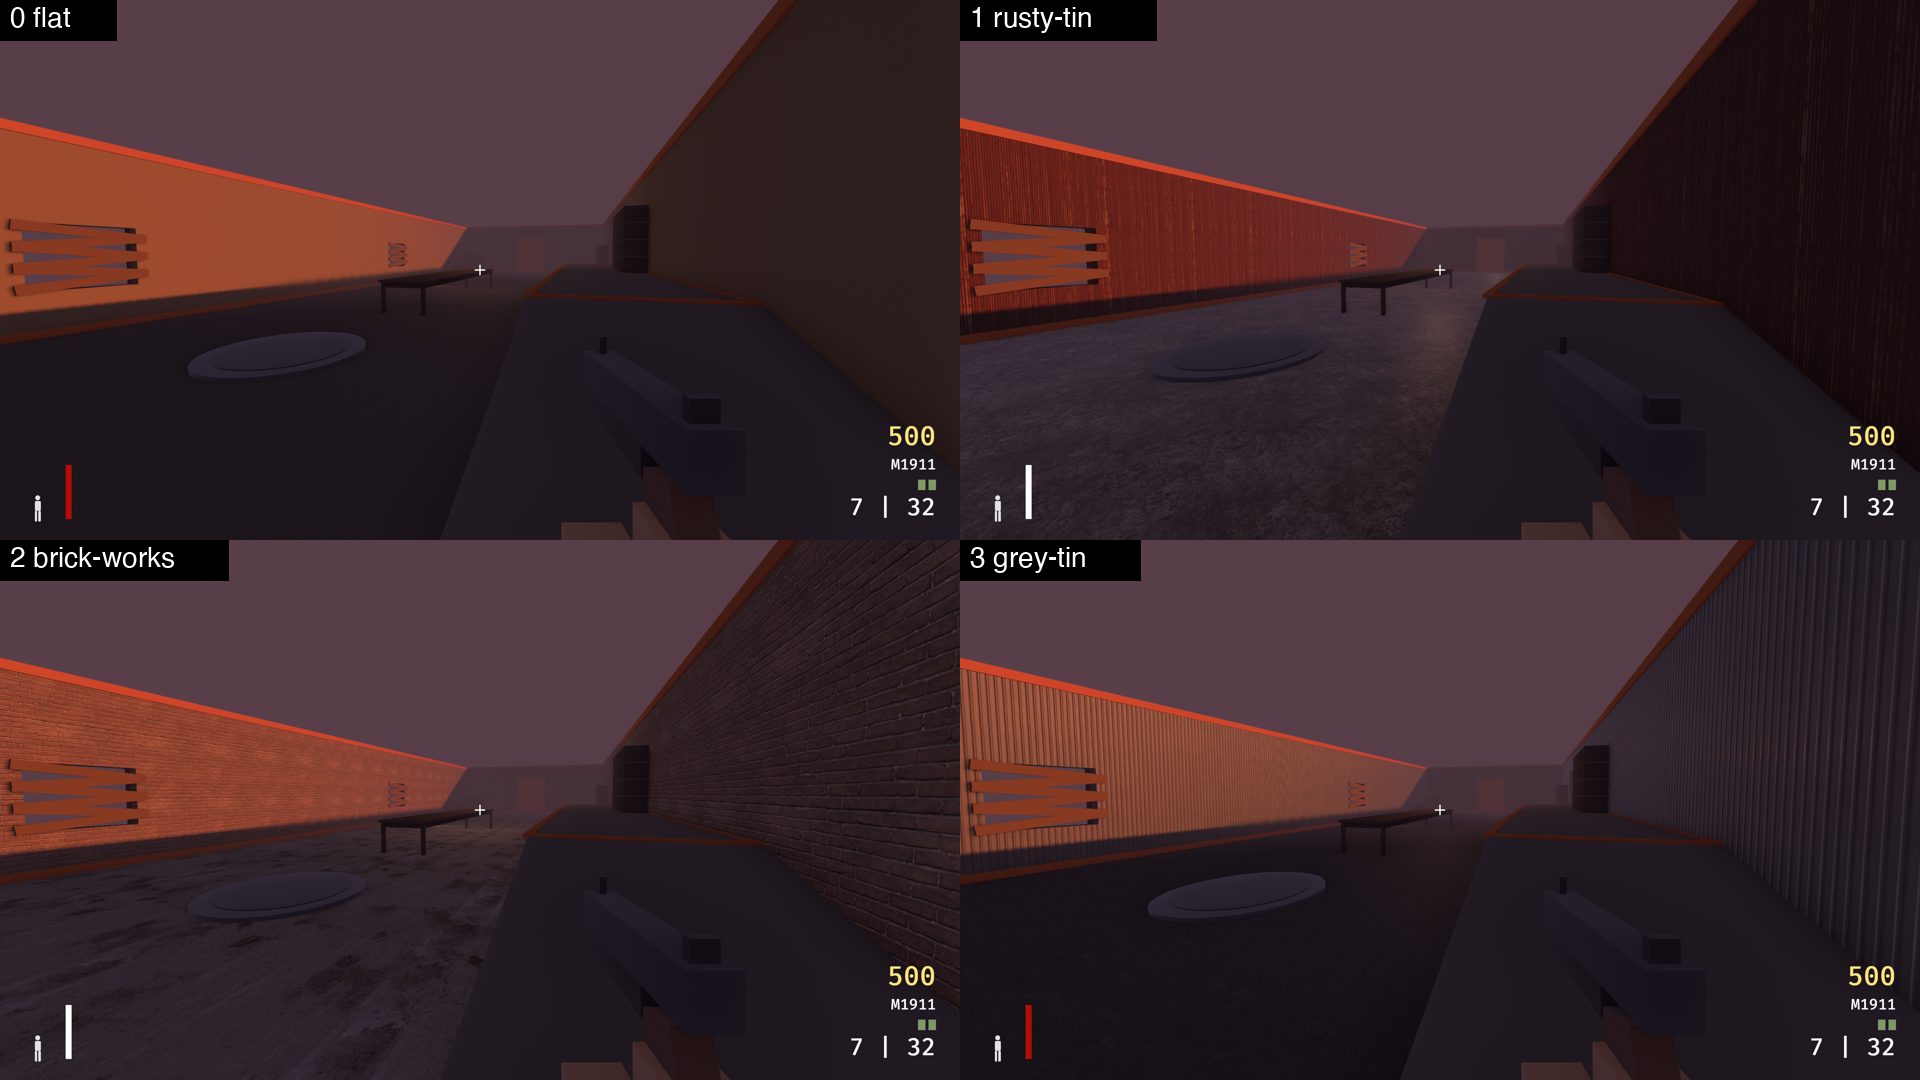 0 flat
500
M1911
7 | 32
1 rusty-tin
500
M1911
7 | 32
2 brick-works
500
M1911
7 | 32
3 grey-tin
500
M1911
7 | 32